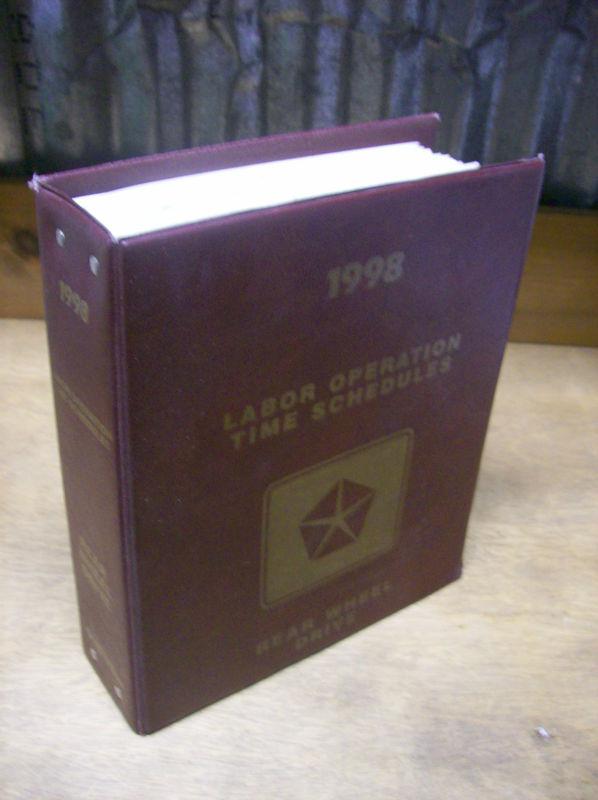 1998
1998
LABOR OPERATION
TIME SCHEDULES
REAR WHEEL
DRIVE